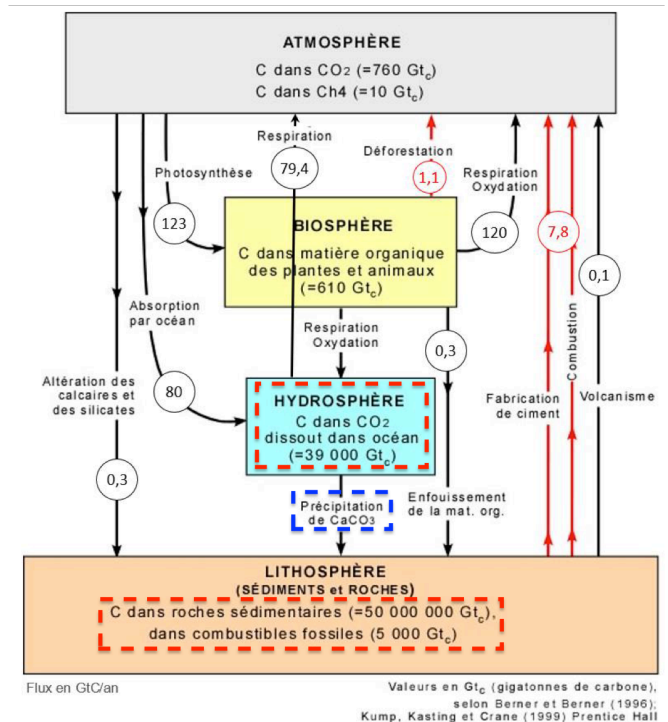 ATMOSPHÈRE
C dans CO2 (=760 Gtc)
C dans Ch4 (=10 Gtc)
Respiration
79,4
Photosynthèse
123
Déforestation
1,1
Respiration
Oxydation
120
7,8
0,1
BIOSPHÈRE
C dans matière organique
des plantes et animaux
(=610 Gtc)
Absorption
par océan
80
Respiration
Oxydation
0,3
Altération des
calcaires et
des silicates
0,3
HYDROSPHÈRE
C dans CO2
dissout dans océan
(=39 000 Gtc)
Fabrication
de ciment
Combustion
Volcanisme
Précipitation
de CaCO3
Enfouissement
de la mat. org.
LITHOSPHÈRE
(SÉDIMENTS et ROCHES)
C dans roches sédimentaires (=50 000 000 Gtc),
dans combustibles fossiles (5 000 Gtc)
Flux en GtC/an
Valeurs en Gtc (gigatonnes de carbone),
selon Berner et Berner (1996);
Kump, Kasting et Crane (1999) Prentice Hall